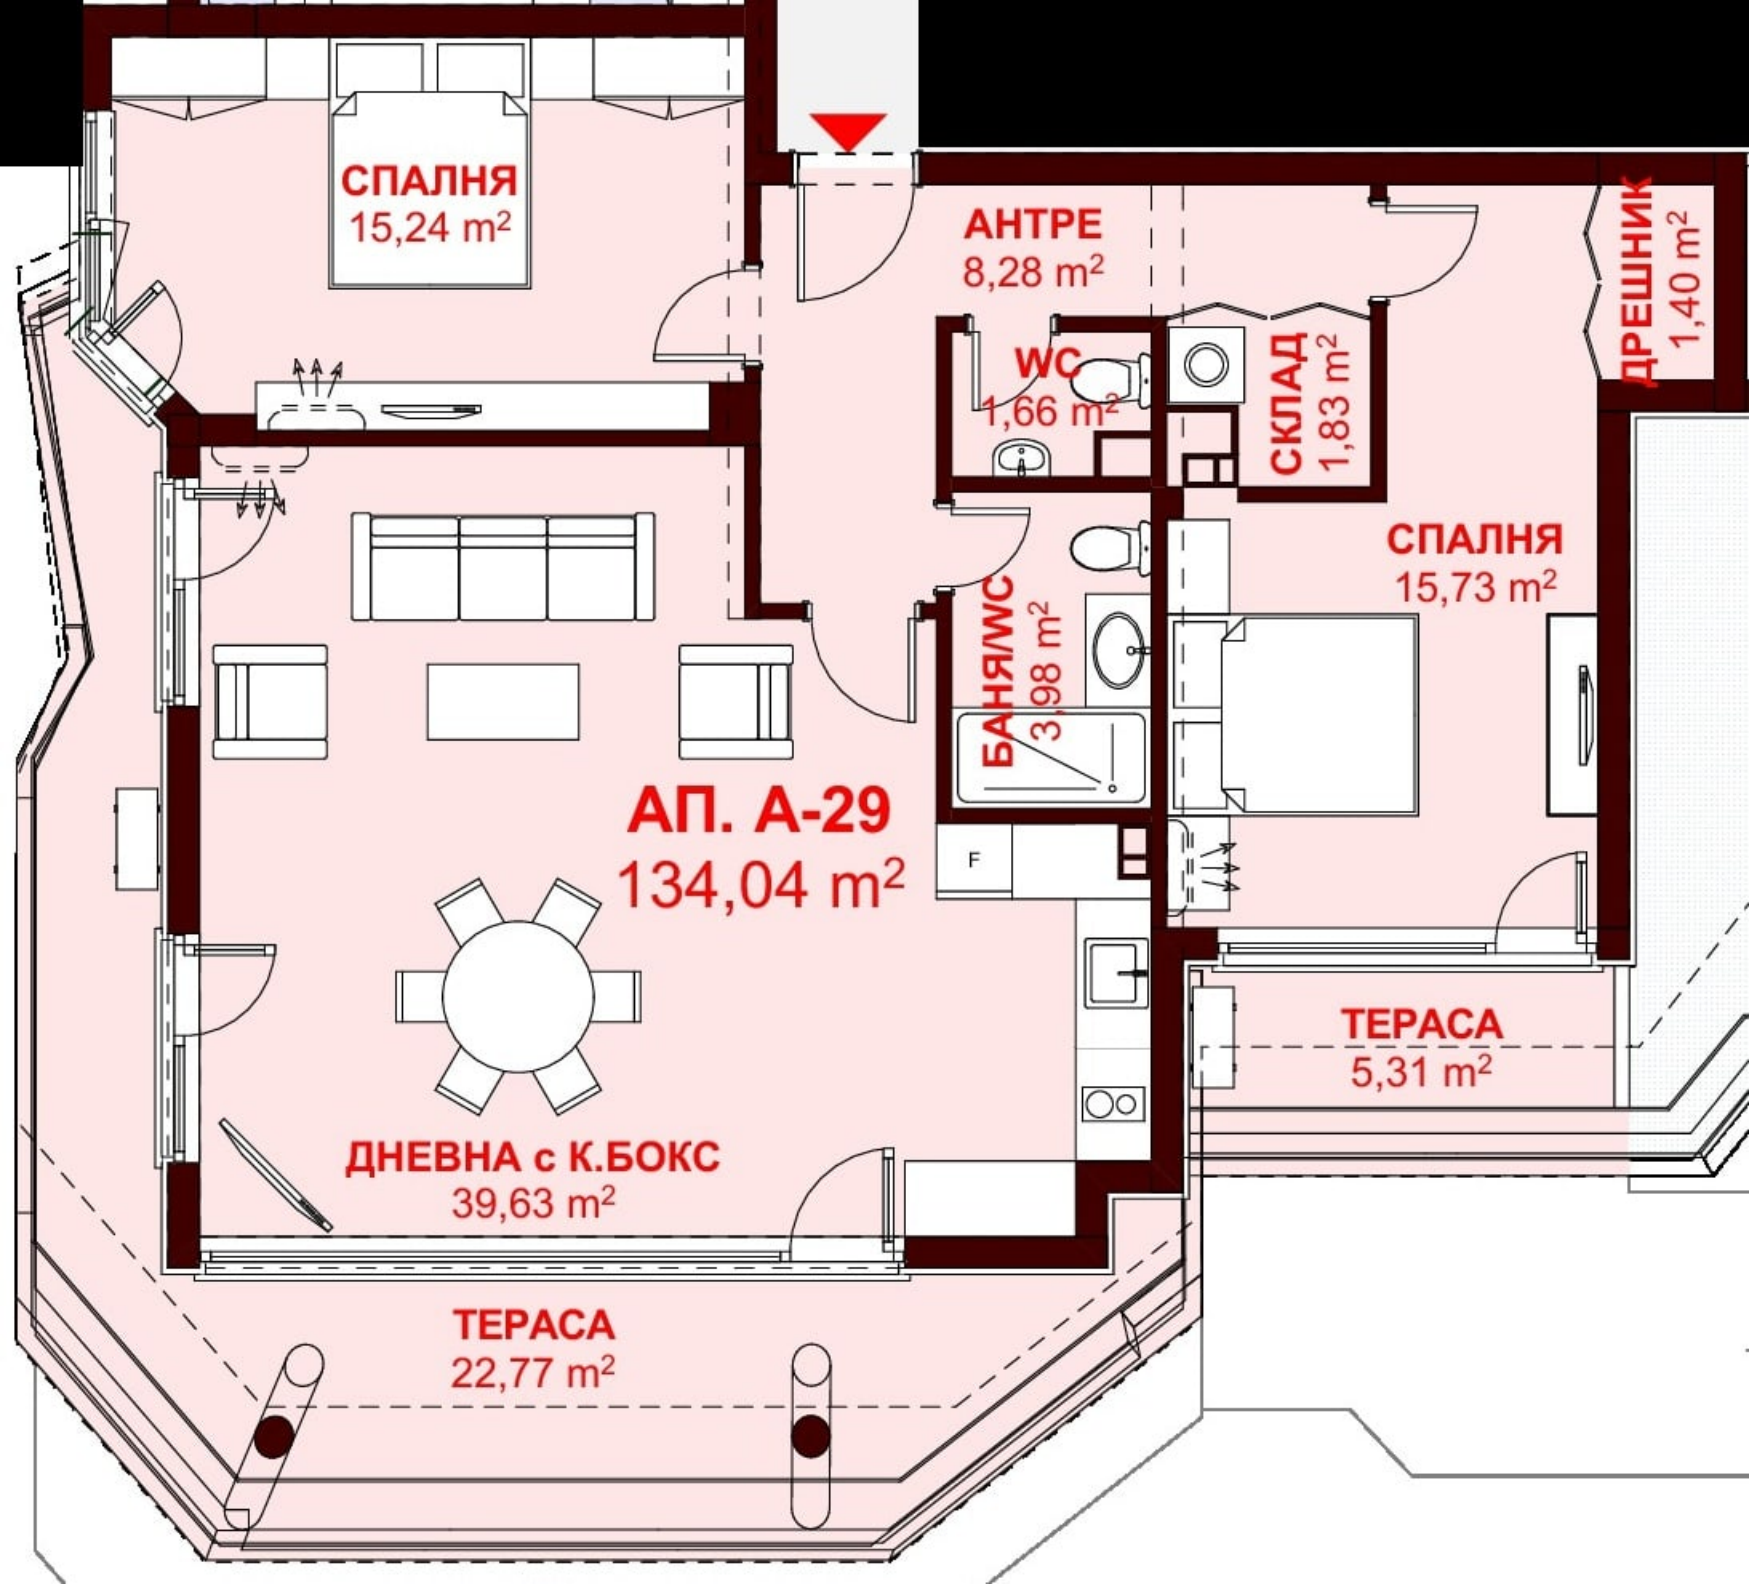 СПАЛНЯ
15,24 m²
АНТРЕ
8,28 m²
ДРЕШНИК
1,40 m²
WC
1,66 m²
СКЛАД
1,83 m²
СПАЛНЯ
15,73 m²
БАНЯ/WC
3,98 m²
АП. А-29
134,04 m²
F
ТЕРАСА
5,31 m²
ДНЕВНА с К.БОКС
39,63 m²
ТЕРАСА
22,77 m²